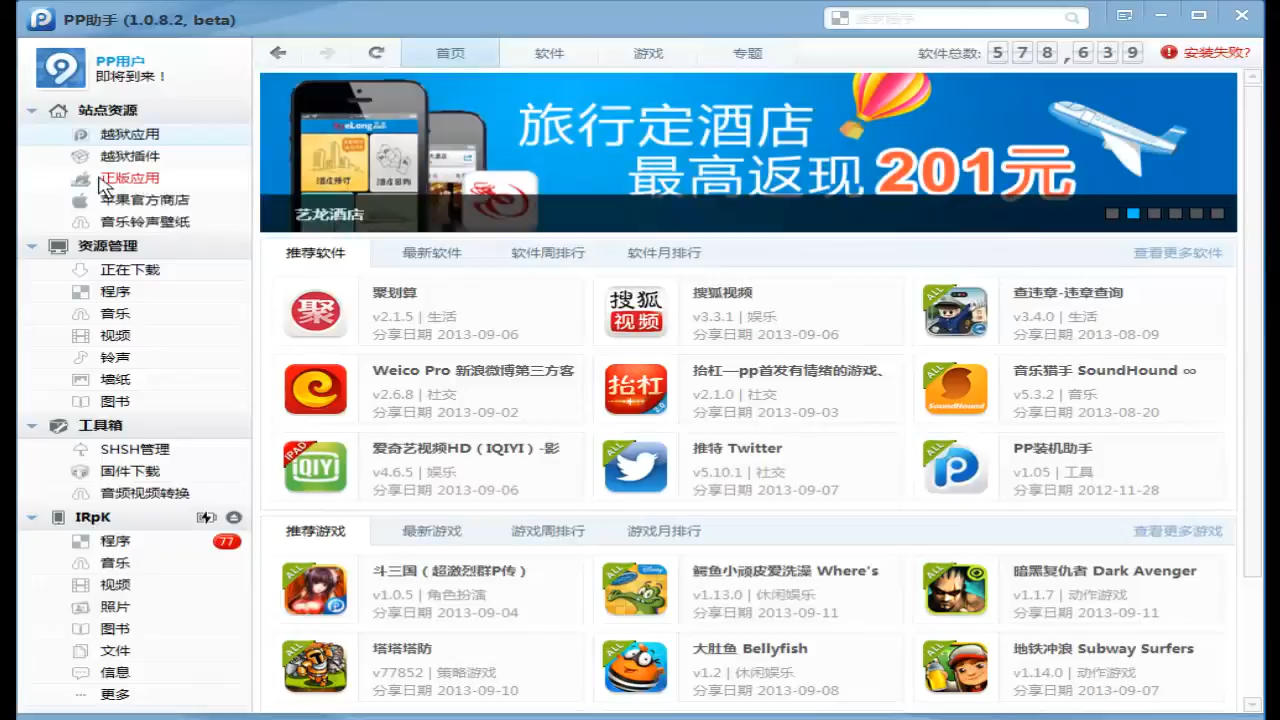 PP助手 (1.0.8.2, beta)
PP用户
即将到来！
首页
软件
游戏
专题
软件总数:
578,639
安装失败?
站点资源
越狱应用
越狱插件
正版应用
苹果官方商店
音乐铃声壁纸
资源管理
正在下载
程序
音乐
视频
铃声
墙纸
图书
工具箱
SHSH管理
固件下载
音频视频转换
IRpK
程序
77
音乐
视频
照片
图书
文件
信息
更多
旅行定酒店
最高返现 201元
艺龙酒店
推荐软件
最新软件
软件周排行
软件月排行
查看更多软件
聚划算
v2.1.5 | 生活
分享日期 2013-09-06
搜狐视频
v3.3.1 | 娱乐
分享日期 2013-09-06
查违章-违章查询
v3.4.0 | 生活
分享日期 2013-08-09
Weico Pro 新浪微博第三方客
v2.6.8 | 社交
分享日期 2013-09-02
抬杠—pp首发有情绪的游戏、
v2.1.0 | 社交
分享日期 2013-09-03
音乐猎手 SoundHound ∞
v5.3.2 | 音乐
分享日期 2013-08-20
爱奇艺视频HD（IQIYI）-影
v4.6.5 | 娱乐
分享日期 2013-09-06
推特 Twitter
v5.10.1 | 社交
分享日期 2013-09-07
PP装机助手
v1.05 | 工具
分享日期 2012-11-28
推荐游戏
最新游戏
游戏周排行
游戏月排行
查看更多游戏
斗三国（超激烈群P传）
v1.0.5 | 角色扮演
分享日期 2013-09-04
鳄鱼小顽皮爱洗澡 Where's
v1.13.0 | 休闲娱乐
分享日期 2013-09-11
暗黑复仇者 Dark Avenger
v1.1.7 | 动作游戏
分享日期 2013-09-11
塔塔塔防
v77852 | 策略游戏
分享日期 2013-09-10
大肚鱼 Bellyfish
v1.2 | 休闲娱乐
分享日期 2013-09-08
地铁冲浪 Subway Surfers
v1.14.0 | 动作游戏
分享日期 2013-09-07